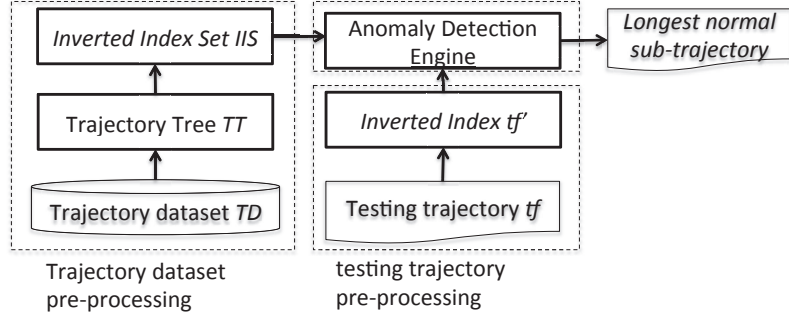 Inverted Index Set IIS
Trajectory Tree TT
Trajectory dataset TD
Trajectory dataset
pre-processing
Anomaly Detection
Engine
Inverted Index tf'
Testing trajectory tf
testing trajectory
pre-processing
Longest normal
sub-trajectory